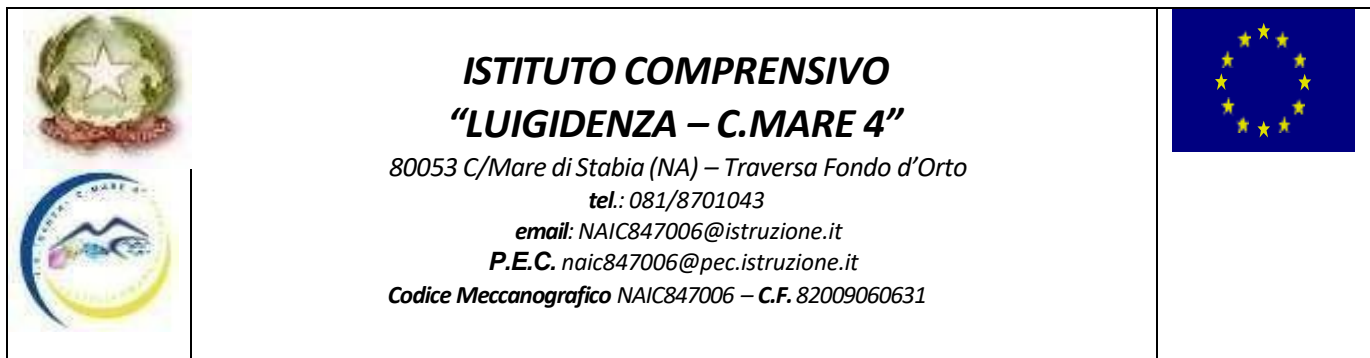 ISTITUTO COMPRENSIVO
“LUIGIDENZA – C.MARE 4”
80053 C/Mare di Stabia (NA) – Traversa Fondo d’Orto
tel.: 081/8701043
email: NAIC847006@istruzione.it
P.E.C. naic847006@pec.istruzione.it
Codice Meccanografico NAIC847006 – C.F. 82009060631